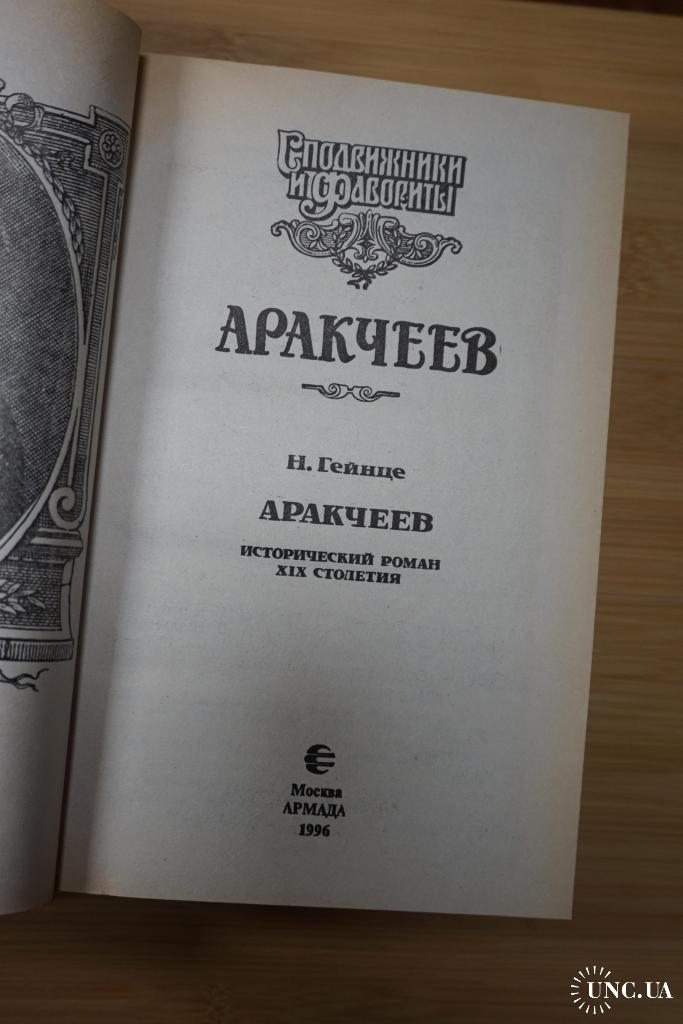 Сподвижники
и Фавориты
АРАКЧЕЕВ
Н. Гейнце
АРАКЧЕЕВ
ИСТОРИЧЕСКИЙ РОМАН
XIX СТОЛЕТИЯ
Москва
АРМАДА
1996
UNC.UA